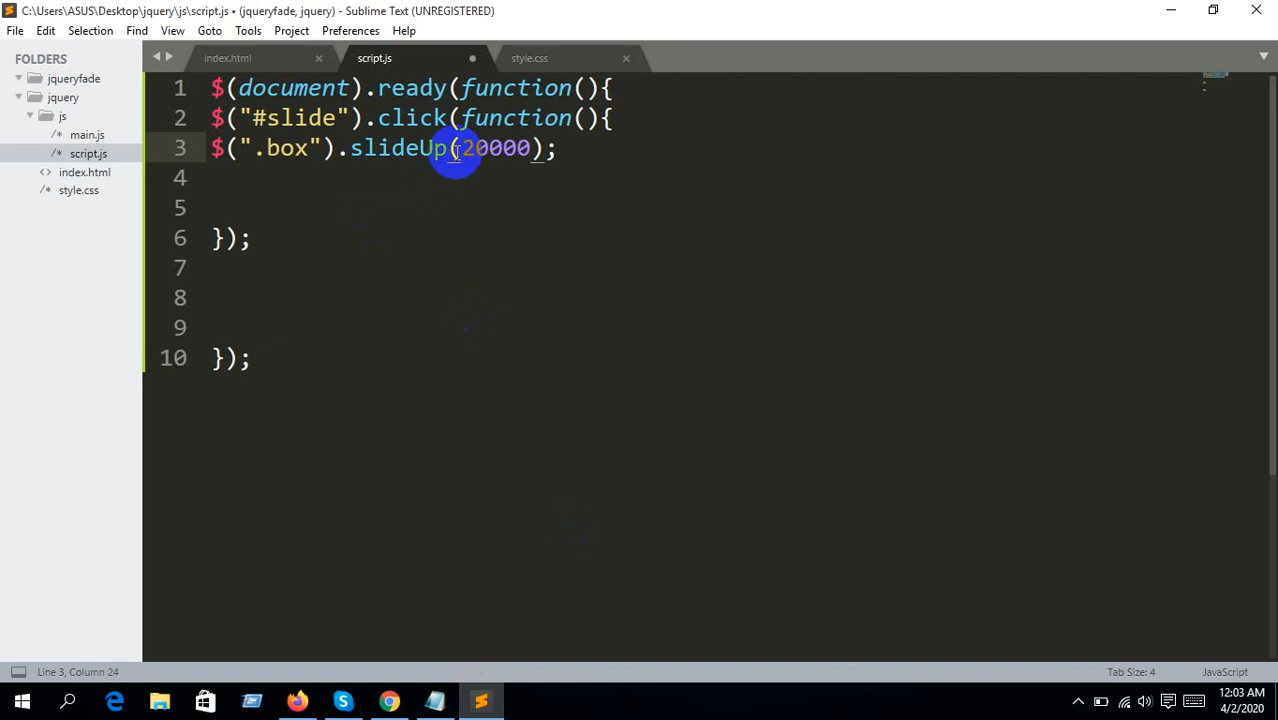 C:\Users\ASUS\Desktop\jquery\js\script.js • (jqueryfade, jquery) - Sublime Text (UNREGISTERED)
File Edit Selection Find View Goto Tools Project Preferences Help
FOLDERS
jqueryfade
jquery
js
main.js
script.js
index.html
style.css
index.html script.js style.css
1 $(document).ready(function(){
2 $("#slide").click(function(){
3 $(".box").slideUp(20000);
4
5
6 });
7
8
9
10 });
Line 3, Column 24 Tab Size: 4 JavaScript
12:03 AM
4/2/2020